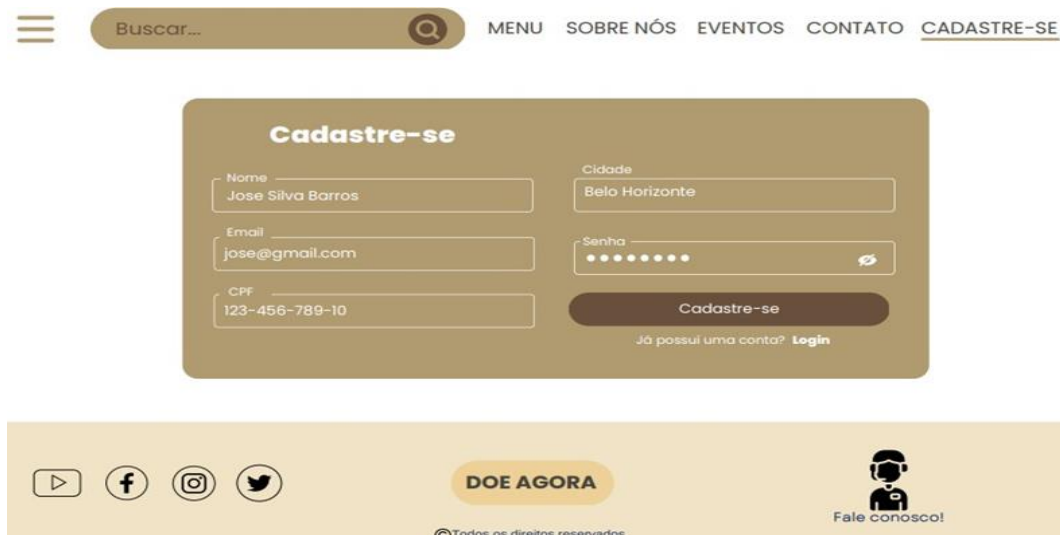 Buscar...
MENU SOBRE NÓS EVENTOS CONTATO CADASTRE-SE
Cadastre-se
Nome
Jose Silva Barros
Email
jose@gmail.com
CPF
123-456-789-10
Cidade
Belo Horizonte
Senha
Cadastre-se
Já possui uma conta? Login
DOE AGORA
Fale conosco!
©Todos os direitos reservados